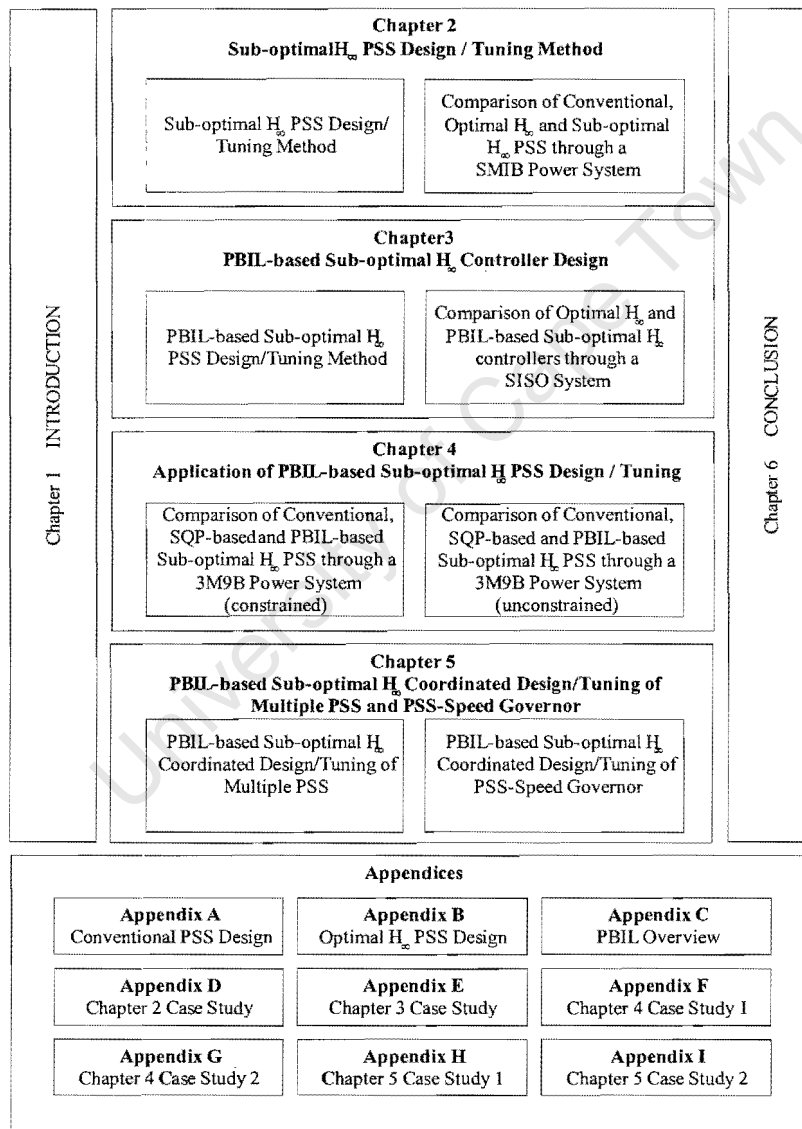 Chapter 1 INTRODUCTION
Chapter 2
Sub-optimal H∞ PSS Design / Tuning Method
Sub-optimal H∞ PSS Design/
Tuning Method
Comparison of Conventional,
Optimal H∞ and Sub-optimal
H∞ PSS through a
SMIB Power System
Chapter3
PBIL-based Sub-optimal H∞ Controller Design
PBIL-based Sub-optimal H∞
PSS Design/Tuning Method
Comparison of Optimal H∞ and
PBIL-based Sub-optimal H∞
controllers through a
SISO System
Chapter 4
Application of PBIL-based Sub-optimal H∞ PSS Design / Tuning
Comparison of Conventional,
SQP-based and PBIL-based
Sub-optimal H∞ PSS through a
3M9B Power System
(constrained)
Comparison of Conventional,
SQP-based and PBIL-based
Sub-optimal H∞ PSS through a
3M9B Power System
(unconstrained)
Chapter 5
PBIL-based Sub-optimal H∞ Coordinated Design/Tuning of
Multiple PSS and PSS-Speed Governor
PBIL-based Sub-optimal H∞
Coordinated Design/Tuning of
Multiple PSS
PBIL-based Sub-optimal H∞
Coordinated Design/Tuning of
PSS-Speed Governor
Chapter 6 CONCLUSION
Appendices
Appendix A
Conventional PSS Design
Appendix B
Optimal H∞ PSS Design
Appendix C
PBIL Overview
Appendix D
Chapter 2 Case Study
Appendix E
Chapter 3 Case Study
Appendix F
Chapter 4 Case Study 1
Appendix G
Chapter 4 Case Study 2
Appendix H
Chapter 5 Case Study 1
Appendix I
Chapter 5 Case Study 2
University of Cape Town